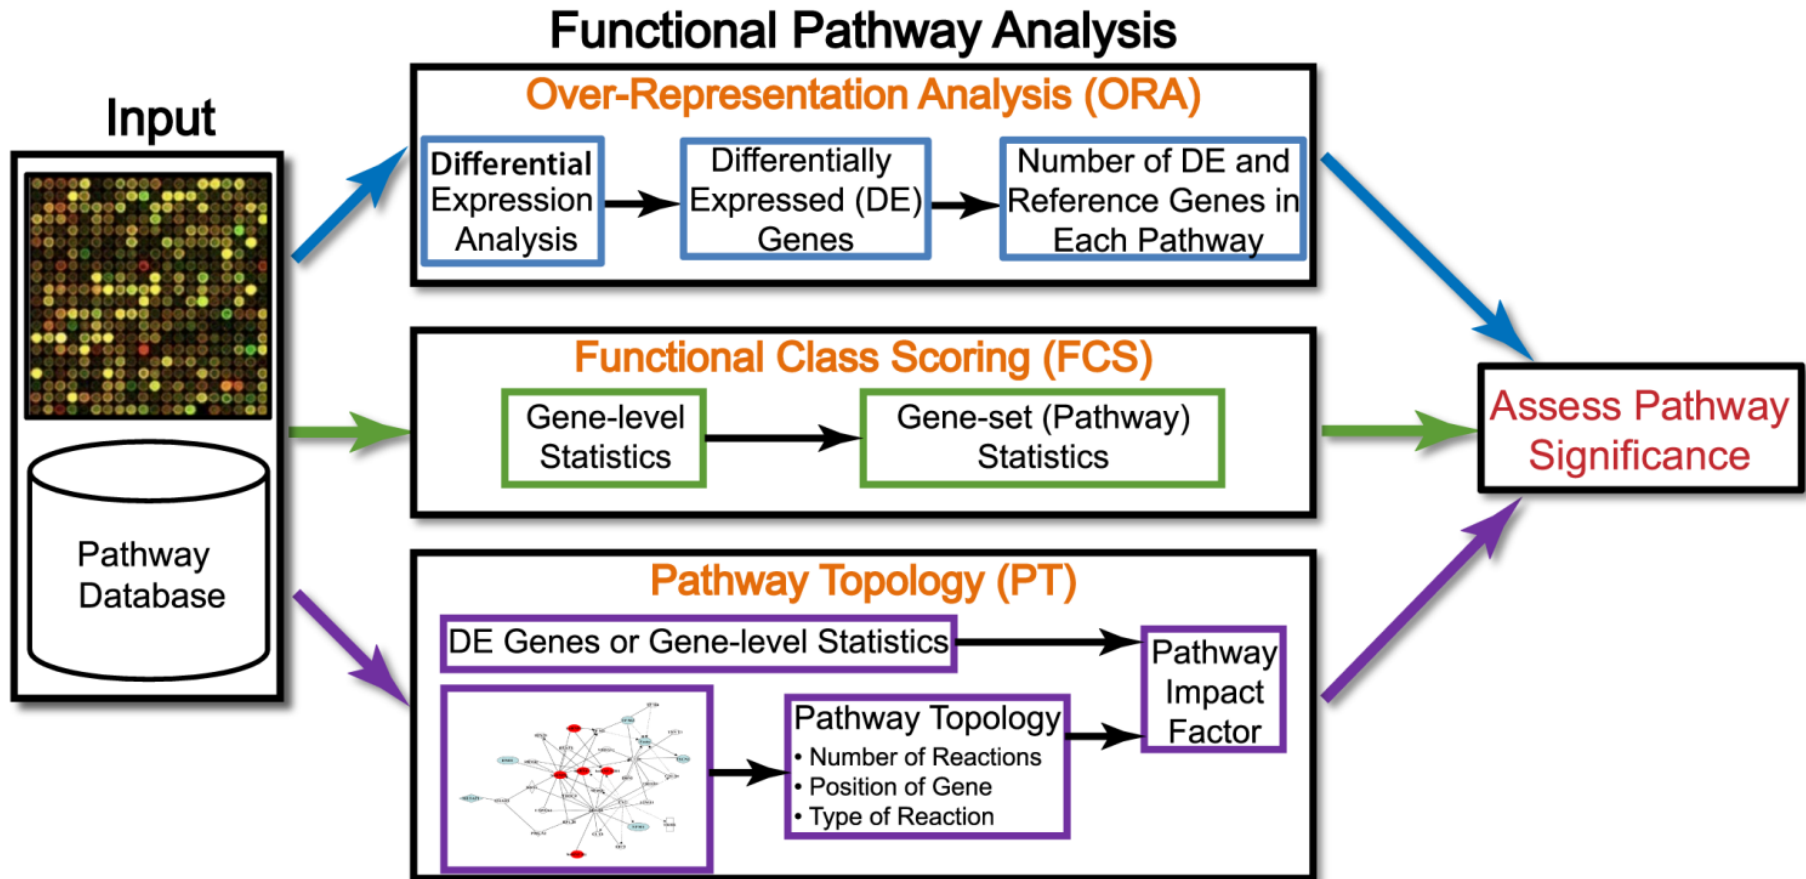 Functional Pathway Analysis
Input
Pathway
Database
Over-Representation Analysis (ORA)
Differential
Expression
Analysis
Differentially
Expressed (DE)
Genes
Number of DE and
Reference Genes in
Each Pathway
Functional Class Scoring (FCS)
Gene-level
Statistics
Gene-set (Pathway)
Statistics
Pathway Topology (PT)
DE Genes or Gene-level Statistics
Pathway Topology
• Number of Reactions
• Position of Gene
• Type of Reaction
Pathway
Impact
Factor
Assess Pathway
Significance